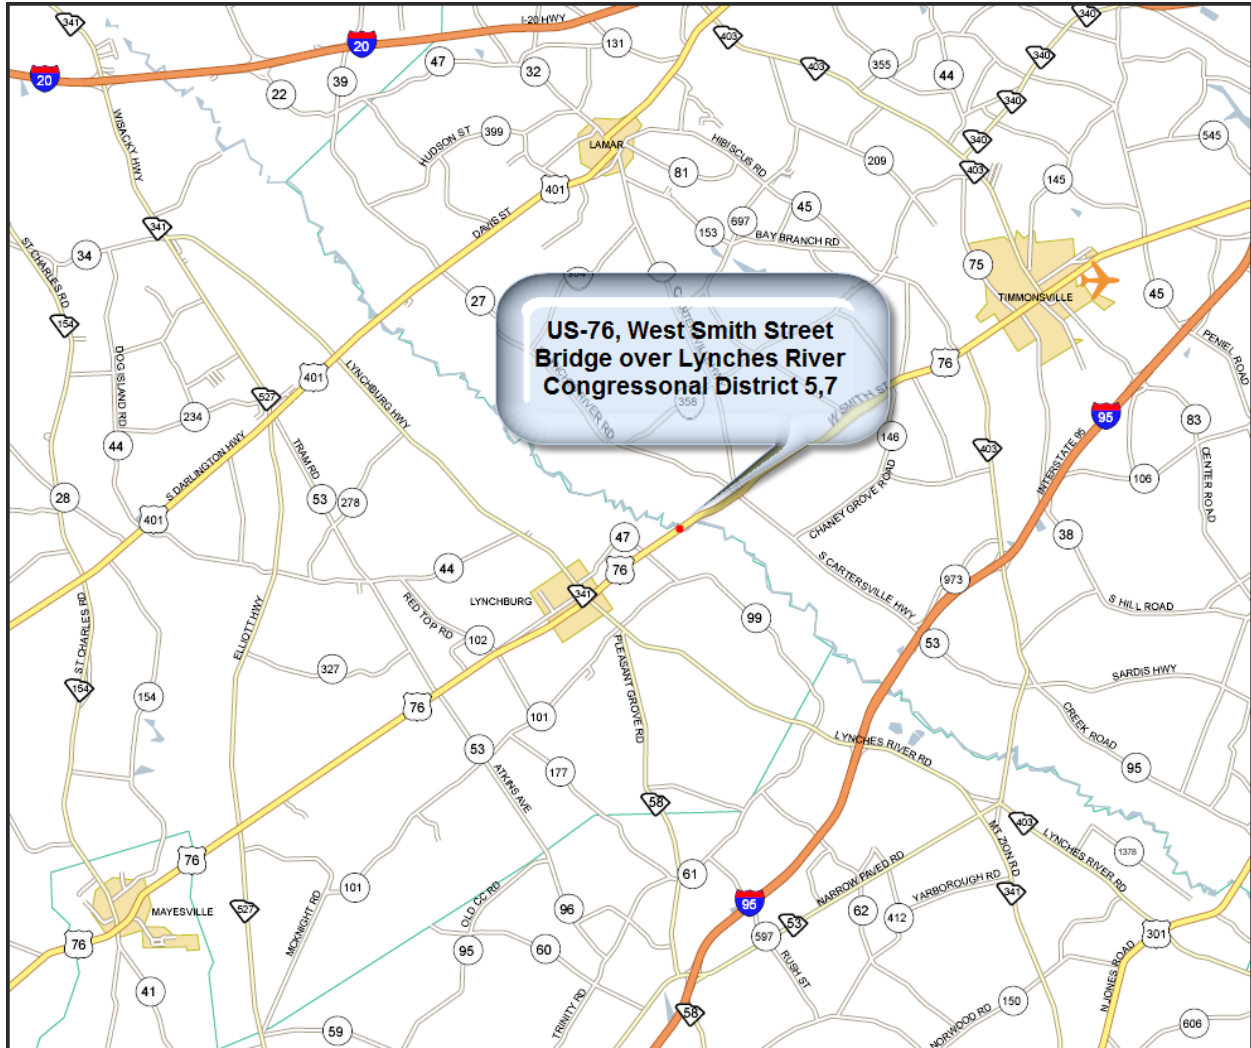 341
I-20 HWY
340
403
20
20
131
47
32
39
22
403
355
44
340
340
WISACKY HWY
399
HUDSON ST
LAMAR
HIBISCUS RD
340
545
209
403
81
401
145
341
34
ST. CHARLES RD
DAVIS ST
697
45
153
BAY BRANCH RD
75
TIMMONSVILLE
45
27
154
DOG ISLAND RD
LYNCHBURG HWY
US-76, West Smith Street
Bridge over Lynches River
Congressonal District 5,7
358
W SMITH ST
76
PENIEL ROAD
401
527
234
95
83
44
S DARLINGTON HWY
TRAM RD
146
403
INTERSTATE 95
CENTER ROAD
106
28
53
278
401
CHANEY GROVE ROAD
47
38
76
44
S CARTERSVILLE HWY
973
LYNCHBURG
341
RED TOP RD
S HILL ROAD
ST CHARLES RD
ELLIOTT HWY
102
99
53
327
PLEASANT GROVE RD
SARDIS HWY
154
154
76
101
CREEK ROAD
53
LYNCHES RIVER RD
95
177
ATKINS AVE
58
403
MT ZION RD
LYNCHES RIVER RD
1378
76
61
NARROW PAVED RD
YARBOROUGH RD
341
101
OLD CC RD
MAYESVILLE
527
MCKNIGHT RD
96
95
62
412
53
76
95
60
597
301
RUSH ST
N JONES ROAD
41
TRINITY RD
58
150
NORWOOD RD
59
606